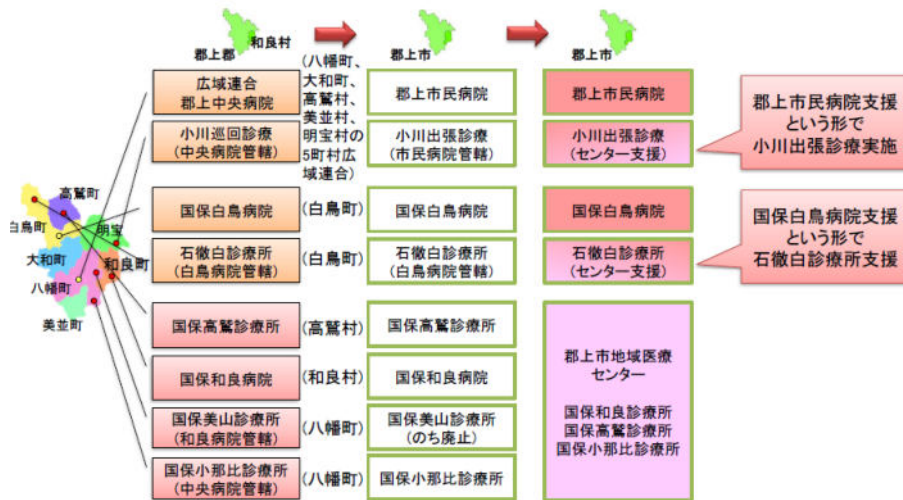 和良村
郡上郡
郡上市
郡上市
広域連合
郡上中央病院
小川巡回診療
(中央病院管轄)
(八幡町、
大和町、
高鷲村、
美並村、
明宝村の
5町村広
域連合)
郡上市民病院
小川出張診療
(市民病院管轄)
郡上市民病院
小川出張診療
(センター支援)
郡上市民病院支援
という形で
小川出張診療実施
高鷲町
白鳥町
明宝
大和町
和良町
八幡町
美並町
国保白鳥病院
(白鳥町)
国保白鳥病院
国保白鳥病院
石徹白診療所
(白鳥病院管轄)
(白鳥町)
石徹白診療所
(白鳥病院管轄)
石徹白診療所
(センター支援)
国保白鳥病院支援
という形で
石徹白診療所支援
国保高鷲診療所
(高鷲村)
国保高鷲診療所
国保和良病院
(和良村)
国保和良病院
国保美山診療所
(和良病院管轄)
(八幡町)
国保美山診療所
(のち廃止)
国保小那比診療所
(中央病院管轄)
(八幡町)
国保小那比診療所
郡上市地域医療
センター
国保和良診療所
国保高鷲診療所
国保小那比診療所